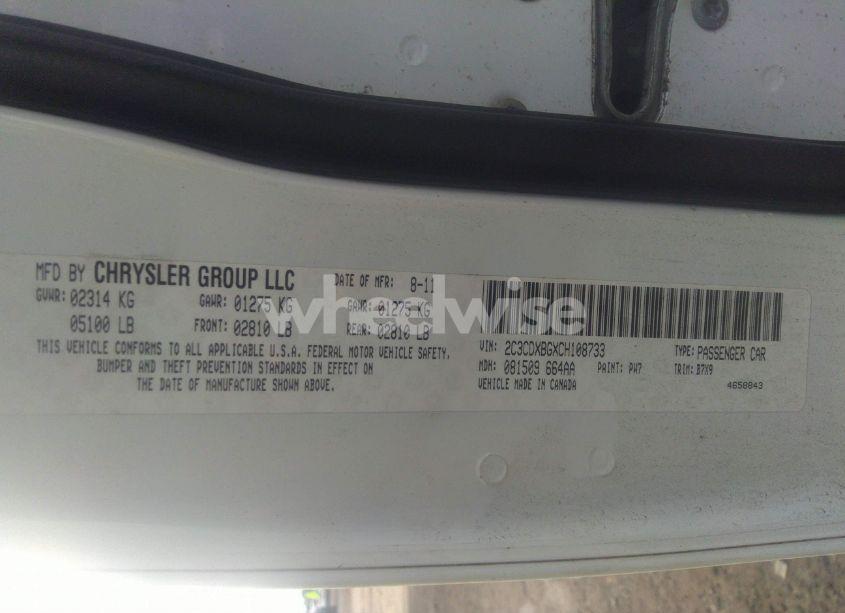 MFD BY CHRYSLER GROUP LLC DATE OF MFR: 8-11
GVWR: 02314 KG GAWR: 01275 KG GAWR: 01275 KG
05100 LB FRONT: 02810 LB REAR: 02810 LB
THIS VEHICLE CONFORMS TO ALL APPLICABLE U.S.A. FEDERAL MOTOR VEHICLE SAFETY,
BUMPER AND THEFT PREVENTION STANDARDS IN EFFECT ON
THE DATE OF MANUFACTURE SHOWN ABOVE.
VIN: 2C3CDXBGXCH108733 TYPE: PASSENGER CAR
MDH: 081509 664AA PAINT: PW7 TRIM: B7X9
VEHICLE MADE IN CANADA 4658843
wheelwise